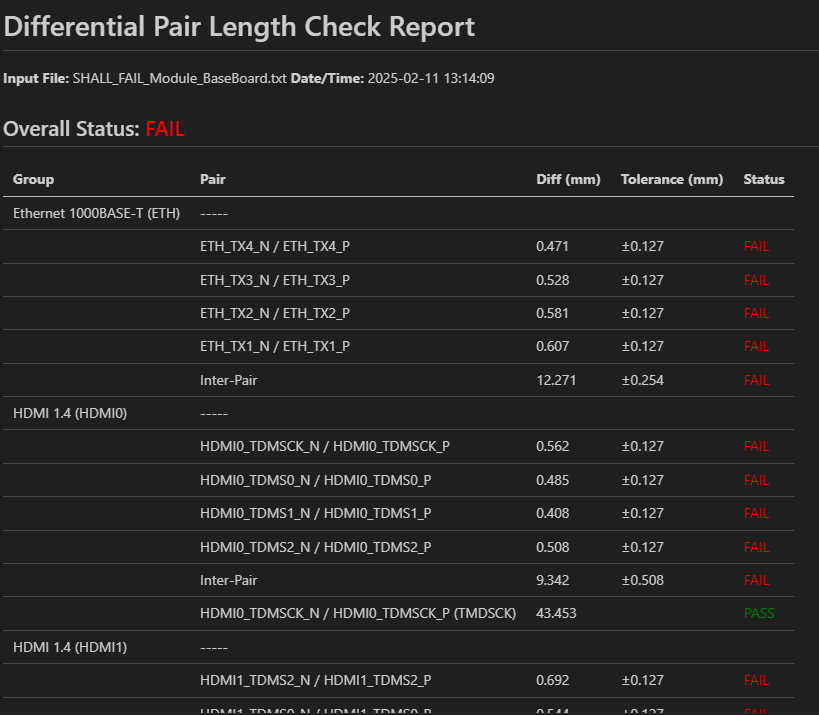 Differential Pair Length Check Report
Input File: SHALL_FAIL_Module_BaseBoard.txt Date/Time: 2025-02-11 13:14:09
Overall Status: FAIL
Group Pair Diff (mm) Tolerance (mm) Status
Ethernet 1000BASE-T (ETH) -----
ETH_TX4_N / ETH_TX4_P 0.471 ±0.127 FAIL
ETH_TX3_N / ETH_TX3_P 0.528 ±0.127 FAIL
ETH_TX2_N / ETH_TX2_P 0.581 ±0.127 FAIL
ETH_TX1_N / ETH_TX1_P 0.607 ±0.127 FAIL
Inter-Pair 12.271 ±0.254 FAIL
HDMI 1.4 (HDMI0) -----
HDMI0_TDMSCK_N / HDMI0_TDMSCK_P 0.562 ±0.127 FAIL
HDMI0_TDMS0_N / HDMI0_TDMS0_P 0.485 ±0.127 FAIL
HDMI0_TDMS1_N / HDMI0_TDMS1_P 0.408 ±0.127 FAIL
HDMI0_TDMS2_N / HDMI0_TDMS2_P 0.508 ±0.127 FAIL
Inter-Pair 9.342 ±0.508 FAIL
HDMI0_TDMSCK_N / HDMI0_TDMSCK_P (TMDSCK) 43.453 PASS
HDMI 1.4 (HDMI1) -----
HDMI1_TDMS2_N / HDMI1_TDMS2_P 0.692 ±0.127 FAIL